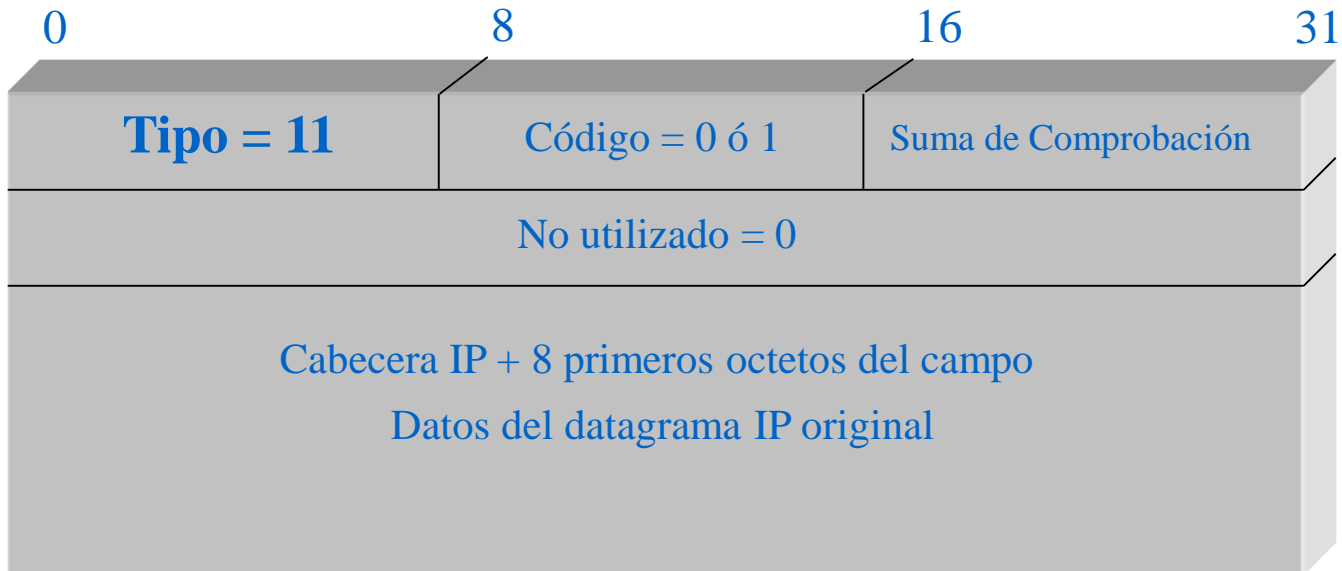 0 8 16 31
Tipo = 11 Código = 0 ó 1 Suma de Comprobación
No utilizado = 0
Cabecera IP + 8 primeros octetos del campo
Datos del datagrama IP original